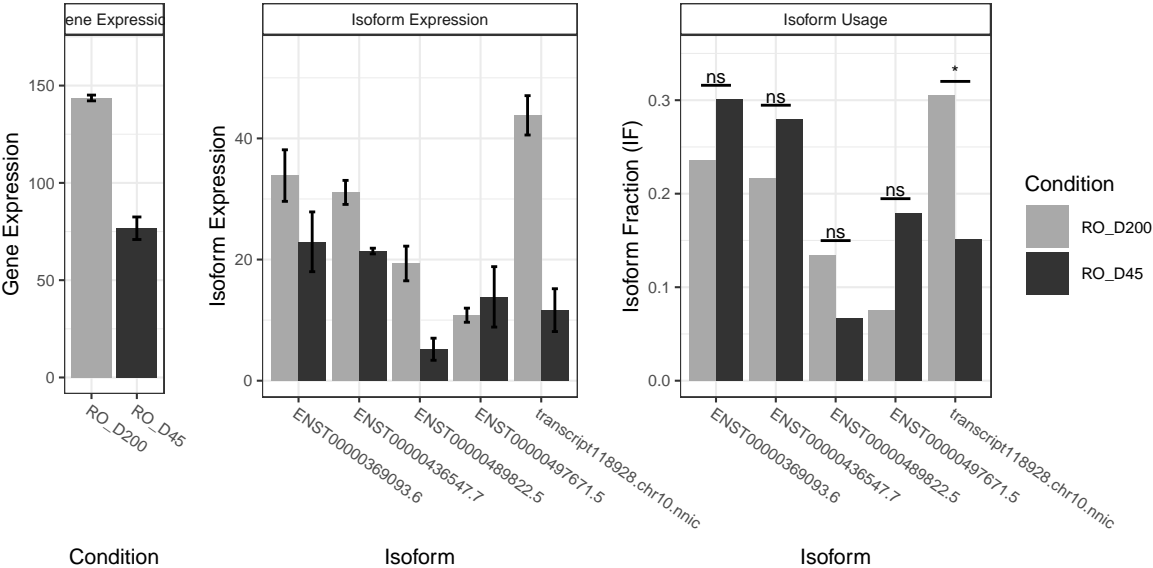 ene Expressio
Gene Expression
150
100
50
0
RO_D200
RO_D45
Condition
Isoform Expression
Isoform Expression
40
20
0
ENST00000369093.6
ENST00000436547.7
ENST00000489822.5
ENST00000497671.5
transcript118928.chr10.nnic
Isoform
Isoform Usage
Isoform Fraction (IF)
0.3
0.2
0.1
0.0
ns
ns
ns
ns
*
ENST00000369093.6
ENST00000436547.7
ENST00000489822.5
ENST00000497671.5
transcript118928.chr10.nnic
Isoform
Condition
RO_D200
RO_D45